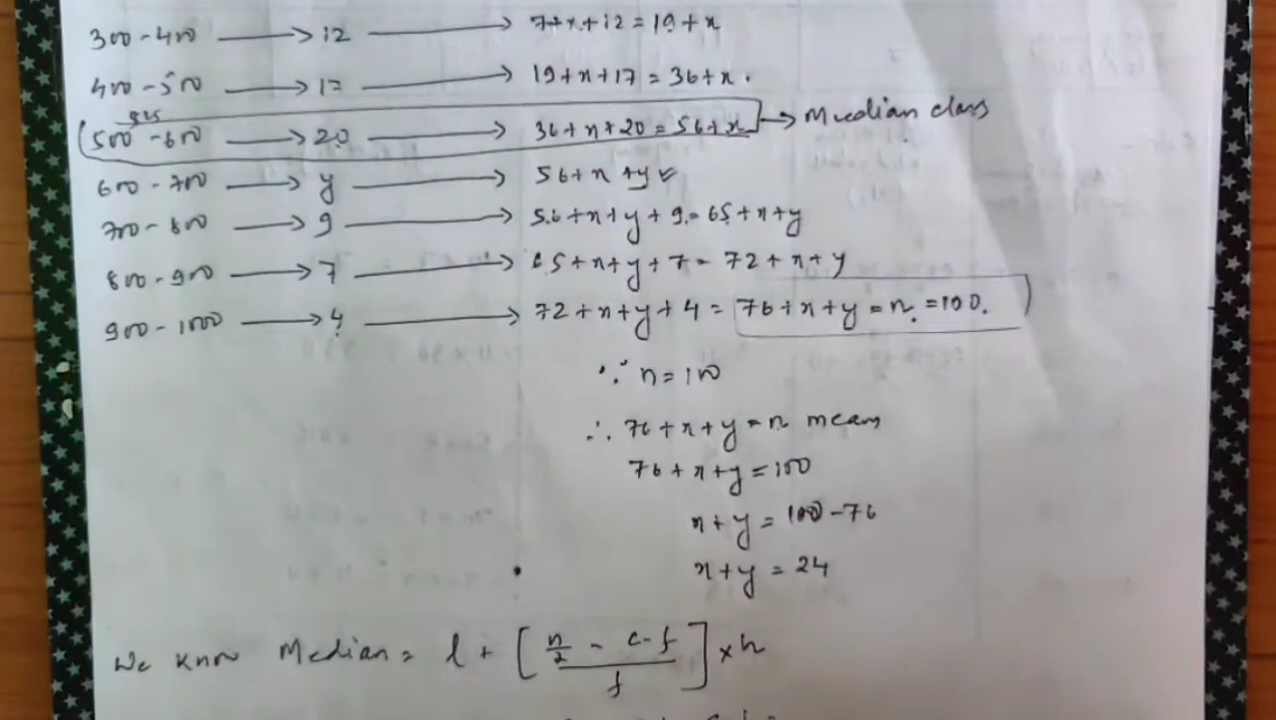 300-400 → 12 → 7+x+12 = 19+x
400-500 → 17 → 19+x+17 = 36+x.
525
500-600 → 20 → 36+x+20 = 56+x → Median class
600-700 → y → 56+x+y
700-800 → 9 → 56+x+y+9 = 65+x+y
800-900 → 7 → 65+x+y+7 = 72+x+y
900-1000 → 4 → 72+x+y+4 = 76+x+y = n = 100.
∵ n = 100
∴ 76+x+y = n means
76+x+y = 100
x+y = 100-76
x+y = 24
We know Median = l + [n/2 - c.f / f] × h